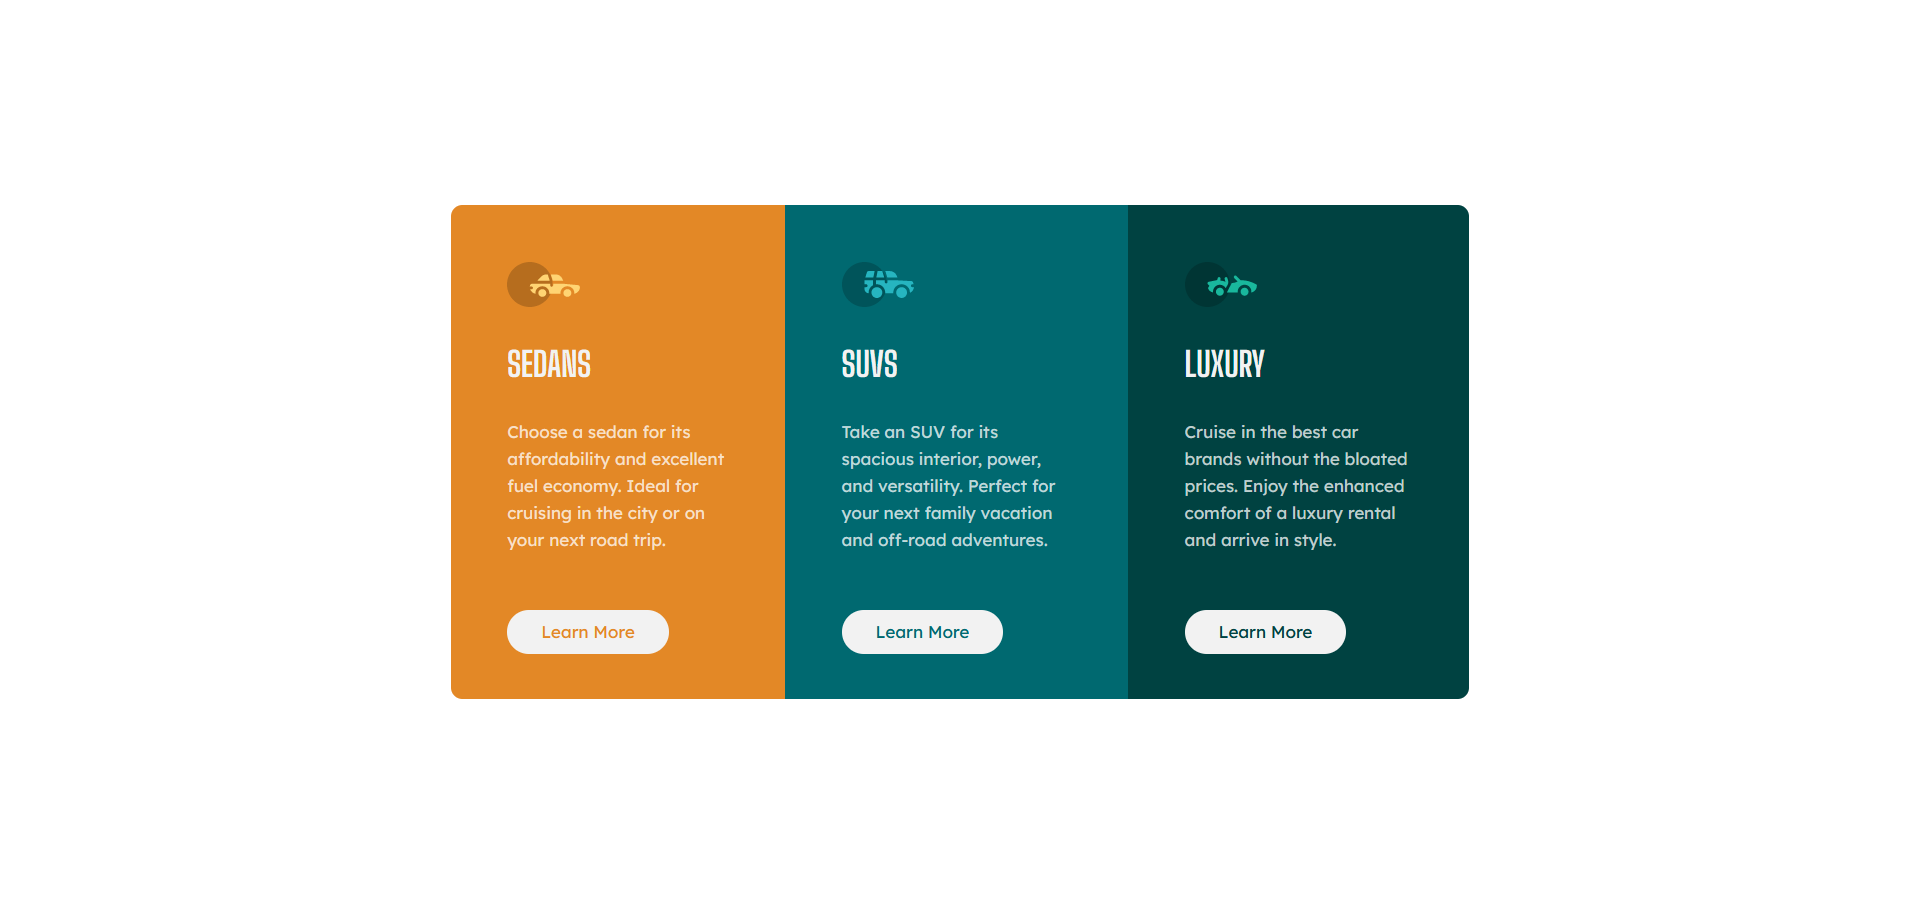 SEDANS
Choose a sedan for its
affordability and excellent
fuel economy. Ideal for
cruising in the city or on
your next road trip.
Learn More
SUVS
Take an SUV for its
spacious interior, power,
and versatility. Perfect for
your next family vacation
and off-road adventures.
Learn More
LUXURY
Cruise in the best car
brands without the bloated
prices. Enjoy the enhanced
comfort of a luxury rental
and arrive in style.
Learn More